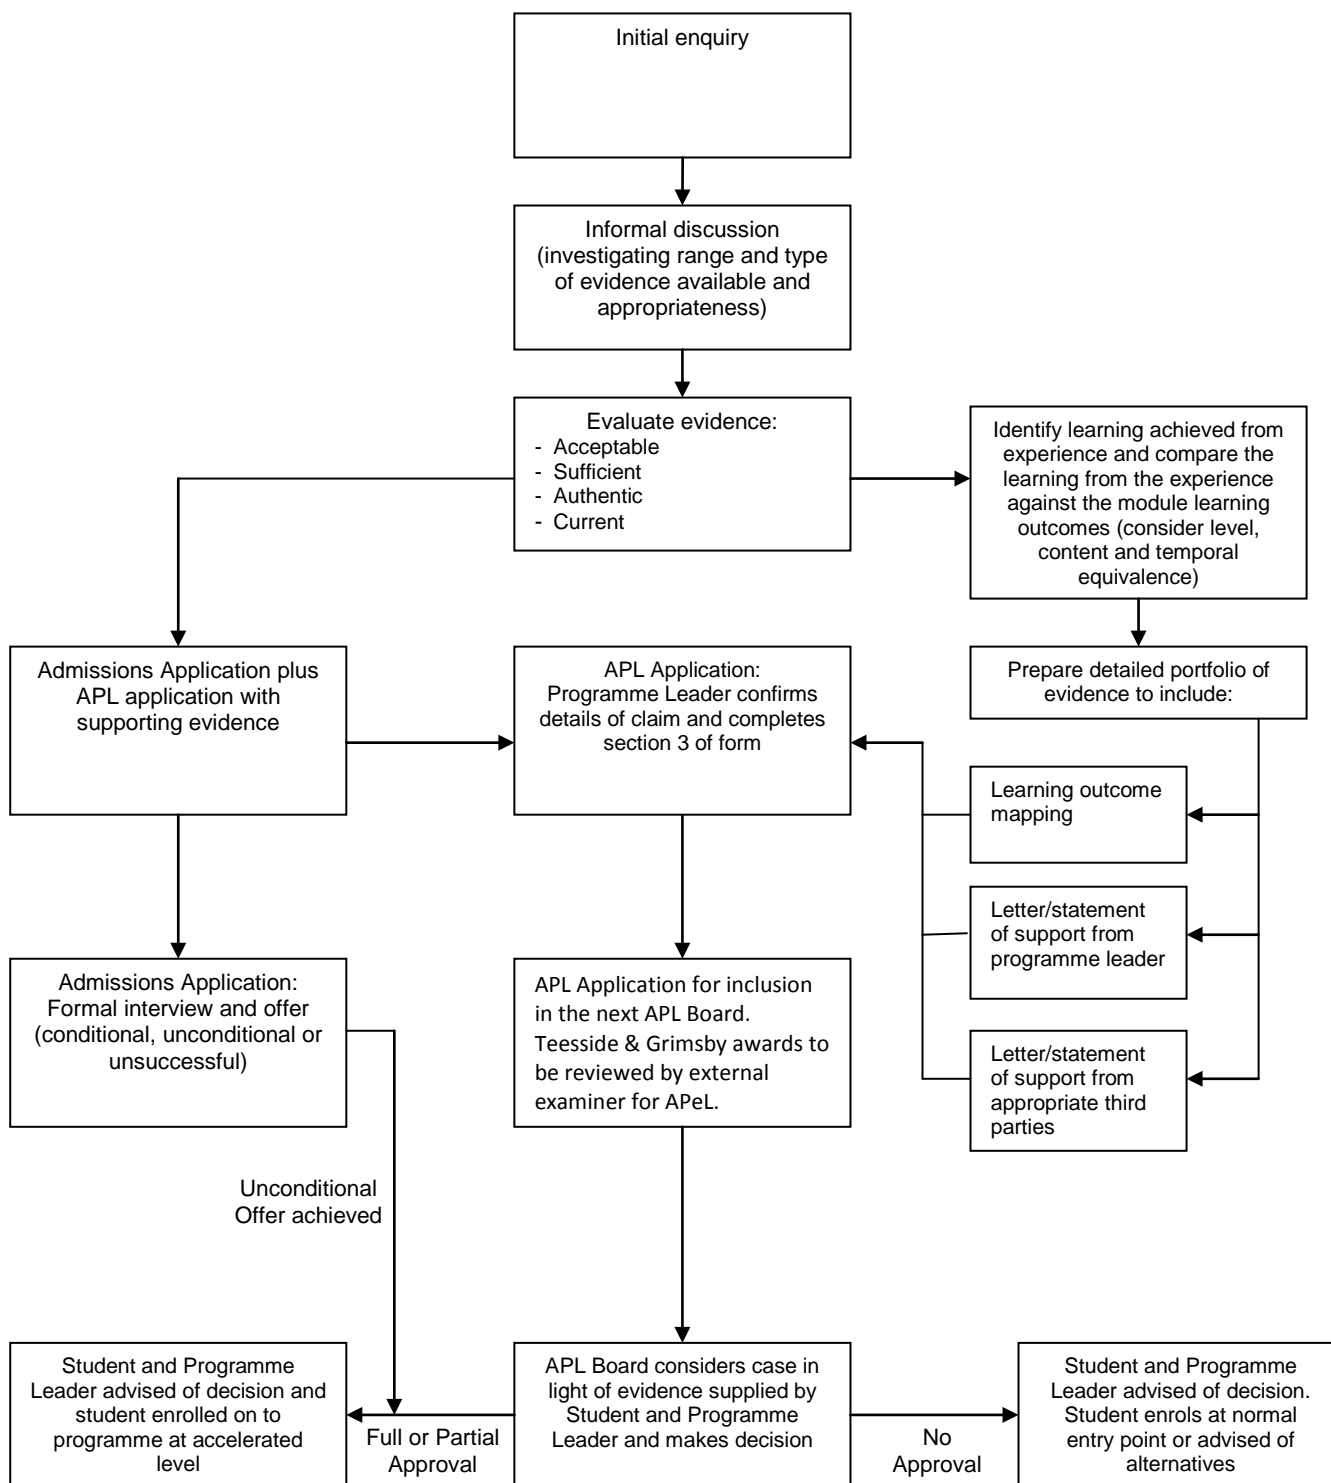 Initial enquiry
Informal discussion
(investigating range and type
of evidence available and
appropriateness)
Evaluate evidence:
- Acceptable
- Sufficient
- Authentic
- Current
Identify learning achieved from
experience and compare the
learning from the experience
against the module learning
outcomes (consider level,
content and temporal
equivalence)
Admissions Application plus
APL application with
supporting evidence
APL Application:
Programme Leader confirms
details of claim and completes
section 3 of form
Prepare detailed portfolio of
evidence to include:
Learning outcome
mapping
Letter/statement
of support from
programme leader
Letter/statement
of support from
appropriate third
parties
Admissions Application:
Formal interview and offer
(conditional, unconditional or
unsuccessful)
APL Application for inclusion
in the next APL Board.
Teesside & Grimsby awards to
be reviewed by external
examiner for APeL.
Unconditional
Offer achieved
Student and Programme
Leader advised of decision and
student enrolled on to
programme at accelerated
level
Full or Partial
Approval
APL Board considers case in
light of evidence supplied by
Student and Programme
Leader and makes decision
No
Approval
Student and Programme
Leader advised of decision.
Student enrols at normal
entry point or advised of
alternatives